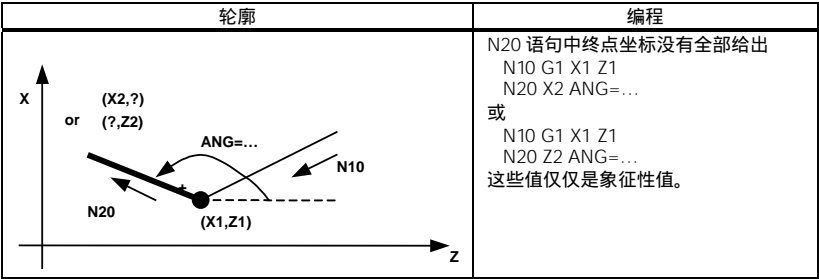 轮廓
编程
X
(X2,?)
or
(?,Z2)
ANG=…
N10
+
N20
(X1,Z1)
Z
N20 语句中终点坐标没有全部给出
N10 G1 X1 Z1
N20 X2 ANG=…
或
N10 G1 X1 Z1
N20 Z2 ANG=…
这些值仅仅是象征性值。